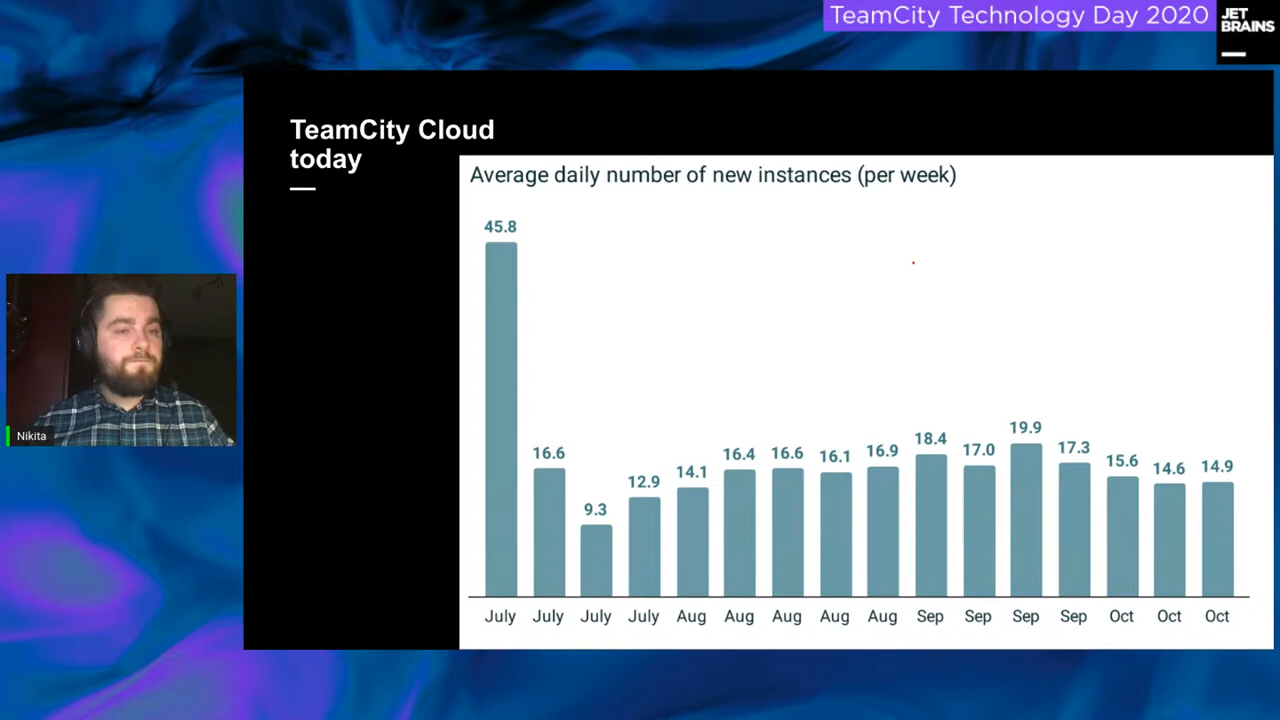 TeamCity Technology Day 2020
JET
BRAINS
TeamCity Cloud
today
Average daily number of new instances (per week)
45.8
16.6
9.3
12.9
14.1
16.4
16.6
16.1
16.9
18.4
17.0
19.9
17.3
15.6
14.6
14.9
July July July July Aug Aug Aug Aug Aug Sep Sep Sep Sep Oct Oct Oct
Nikita